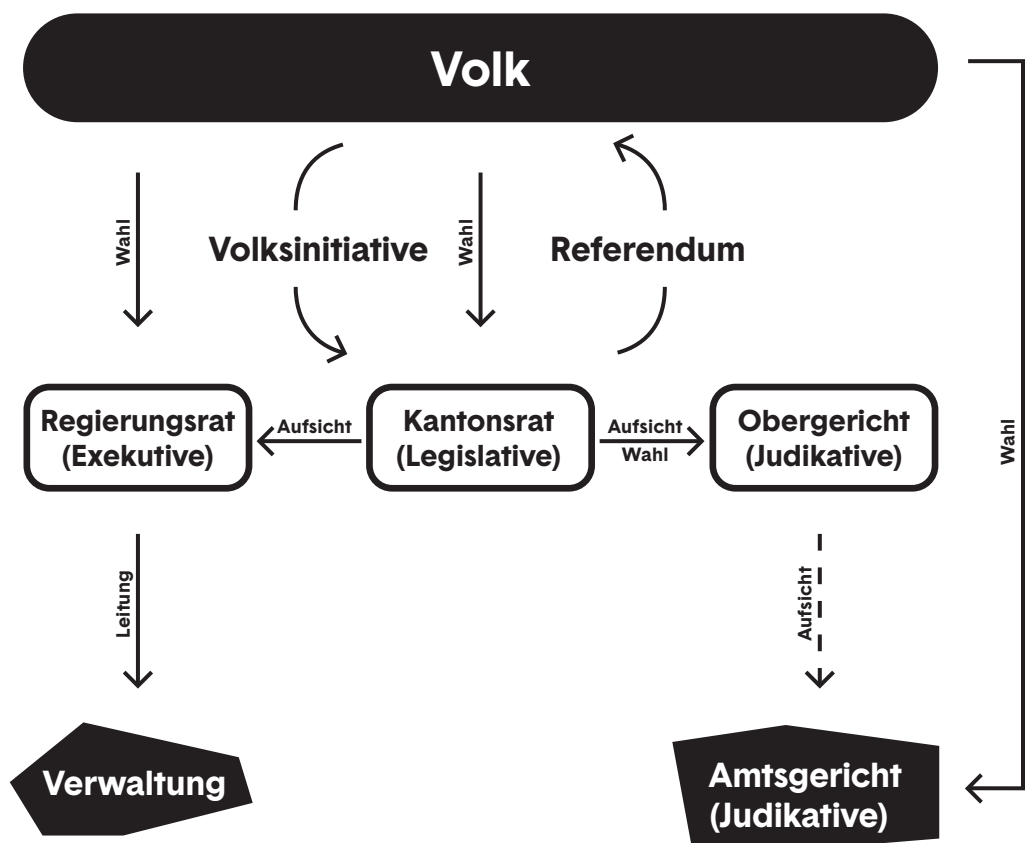 Volk
Wahl
Volksinitiative
Wahl
Referendum
Regierungsrat
(Exekutive)
Aufsicht
Kantonsrat
(Legislative)
Aufsicht
Wahl
Obergericht
(Judikative)
Wahl
Leitung
Aufsicht
Verwaltung
Amtsgericht
(Judikative)